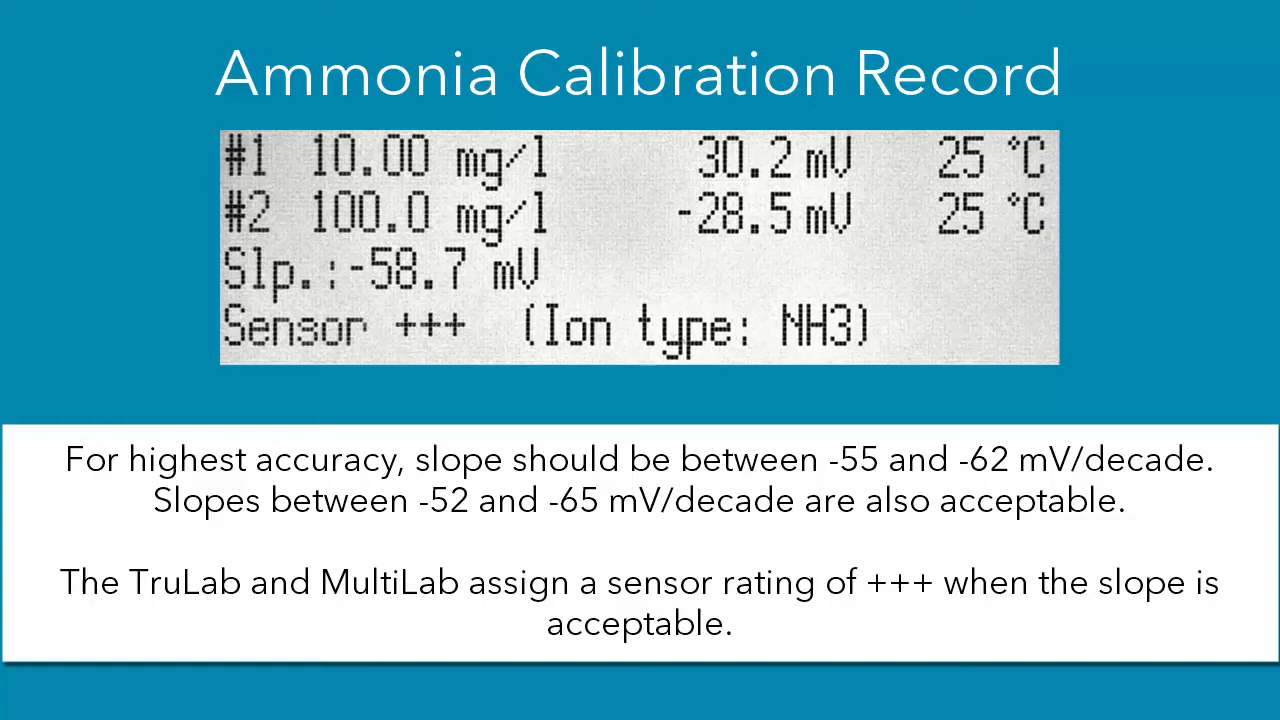 Ammonia Calibration Record
#1 10.00 mg/l 30.2 mV 25 °C
#2 100.0 mg/l -28.5 mV 25 °C
Slp.:-58.7 mV
Sensor +++ (Ion type: NH3)
For highest accuracy, slope should be between -55 and -62 mV/decade.
Slopes between -52 and -65 mV/decade are also acceptable.
The TruLab and MultiLab assign a sensor rating of +++ when the slope is
acceptable.